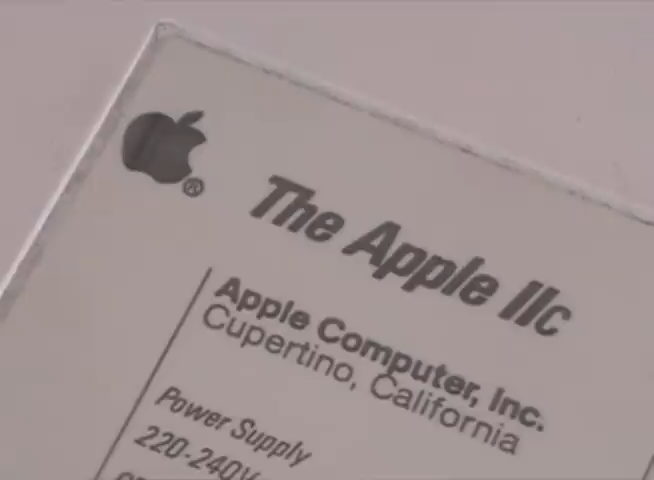 The Apple IIc
Apple Computer, Inc.
Cupertino, California
Power Supply
220-240V